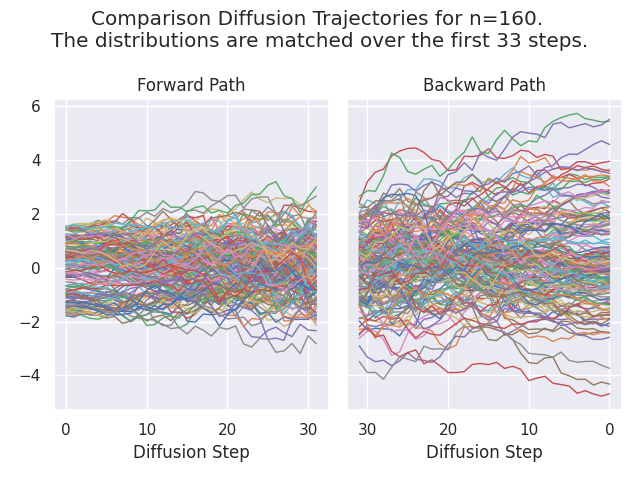 Comparison Diffusion Trajectories for n=160.
The distributions are matched over the first 33 steps.
Forward Path
Backward Path
6
4
2
0
−2
−4
0 10 20 30
30 20 10 0
Diffusion Step
Diffusion Step